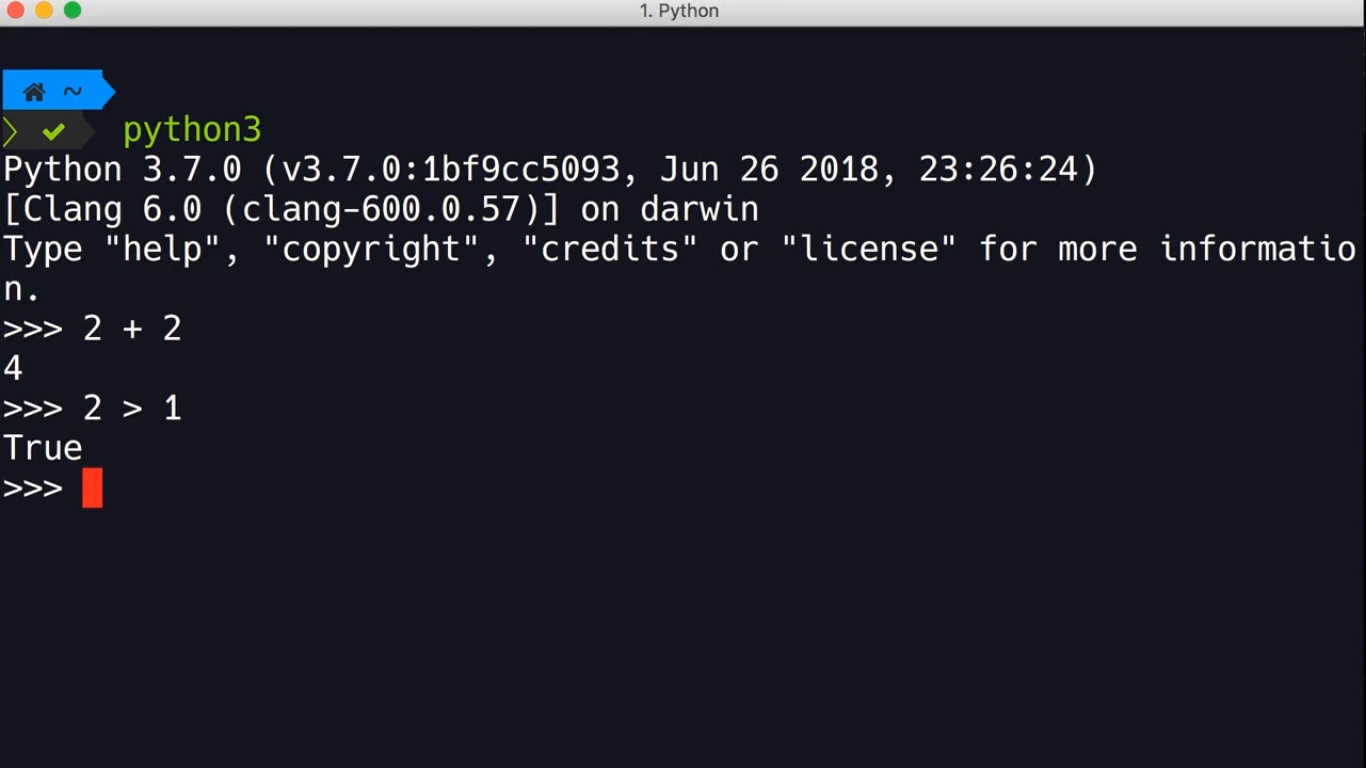 1. Python
~
python3
Python 3.7.0 (v3.7.0:1bf9cc5093, Jun 26 2018, 23:26:24)
[Clang 6.0 (clang-600.0.57)] on darwin
Type "help", "copyright", "credits" or "license" for more informatio
n.
>>> 2 + 2
4
>>> 2 > 1
True
>>>